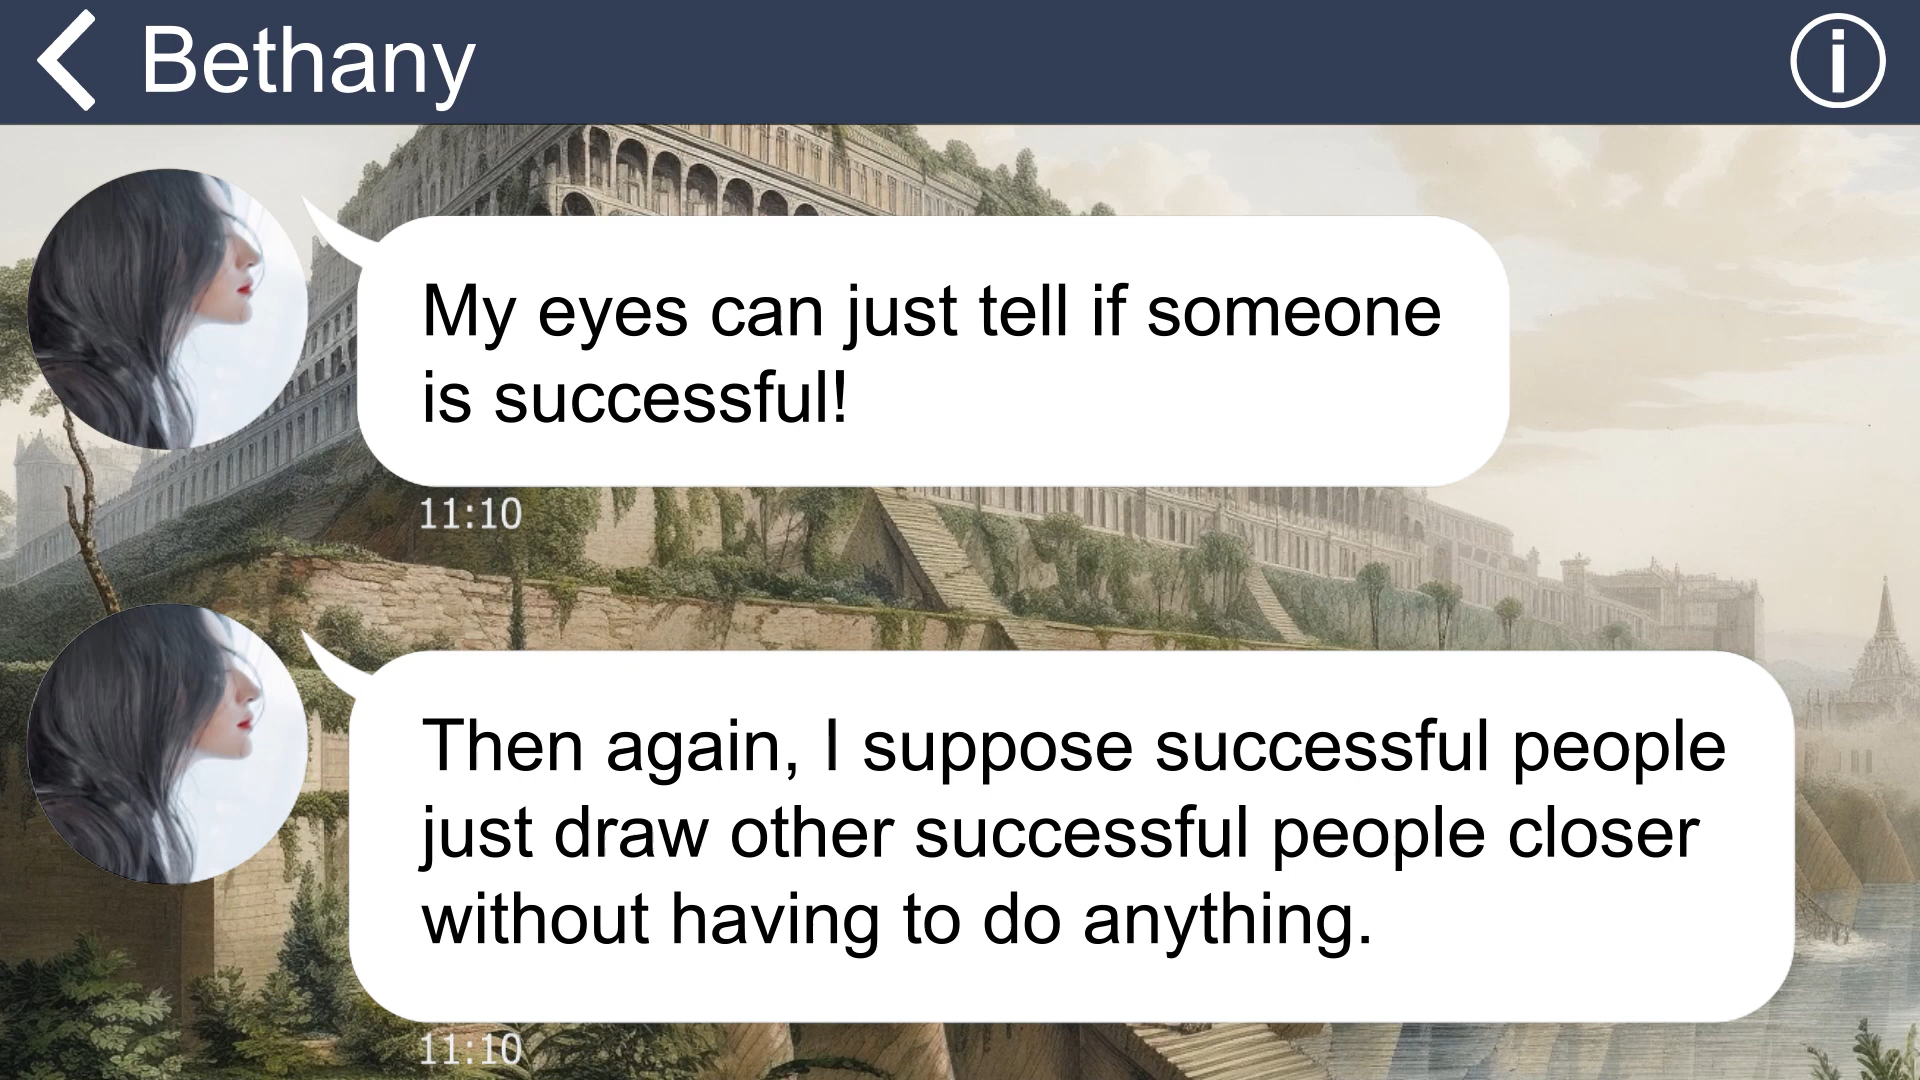 Bethany
My eyes can just tell if someone
is successful!
11:10
Then again, I suppose successful people
just draw other successful people closer
without having to do anything.
11:10